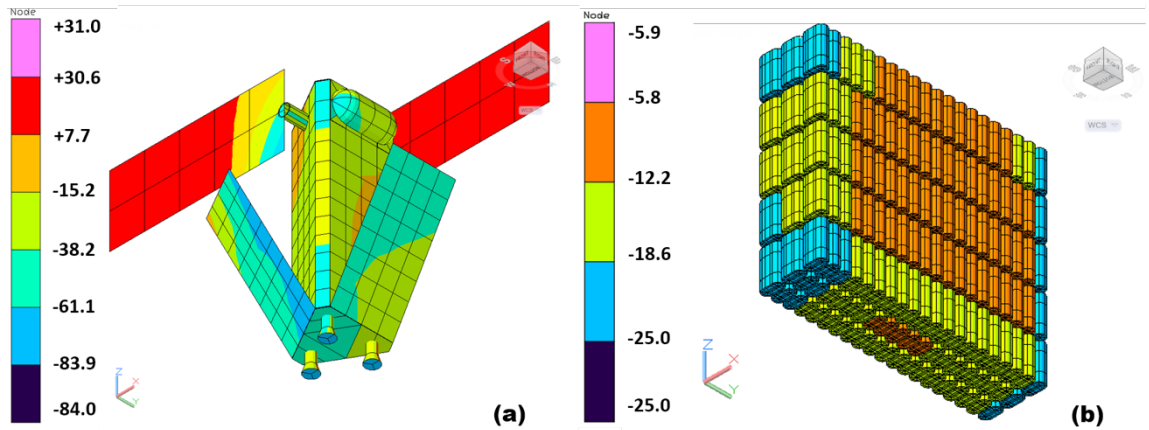 Node
+31.0
+30.6
+7.7
-15.2
-38.2
-61.1
-83.9
-84.0
Z
X
Y
WCS
(a)
Node
-5.9
-5.8
-12.2
-18.6
-25.0
-25.0
Z
X
Y
WCS
(b)